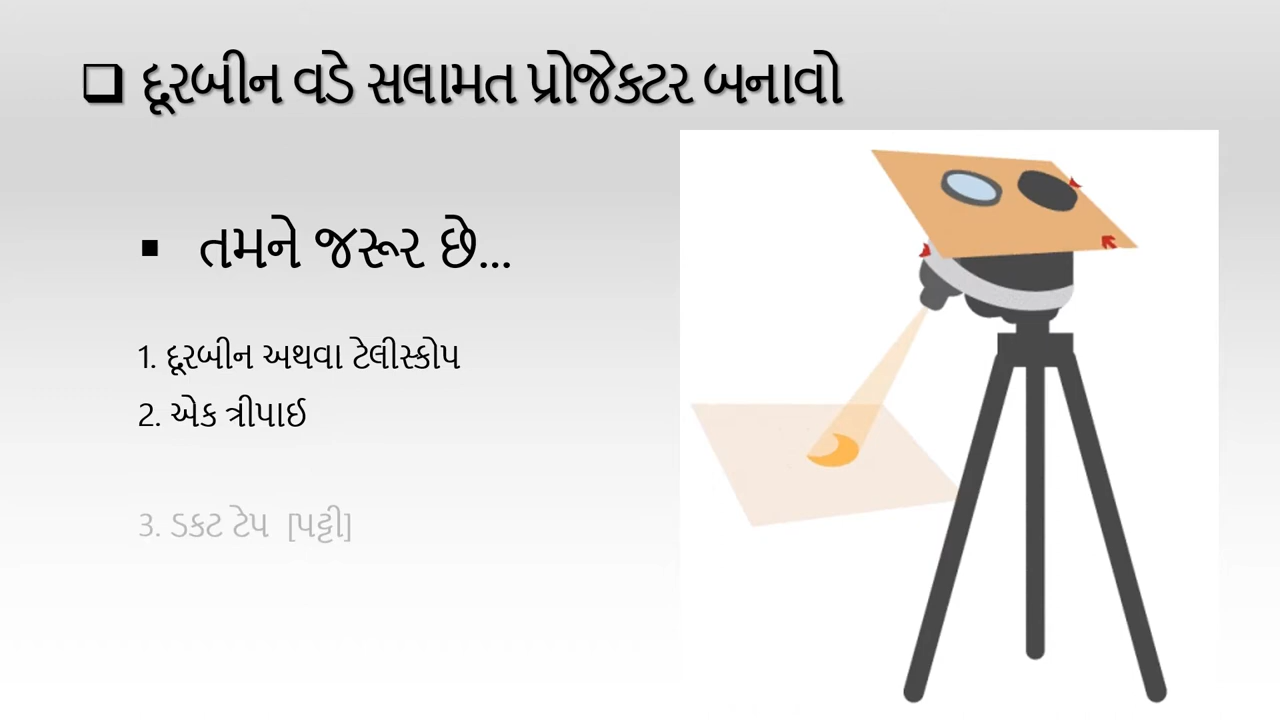 ❑ દૂરબીન વડે સલામત પ્રોજેક્ટર બનાવો
▪ તમને જરૂર છે...
1. દૂરબીન અથવા ટેલીસ્કોપ
2. એક ત્રીપાઈ
3. ડકટ ટેપ [પટ્ટી]